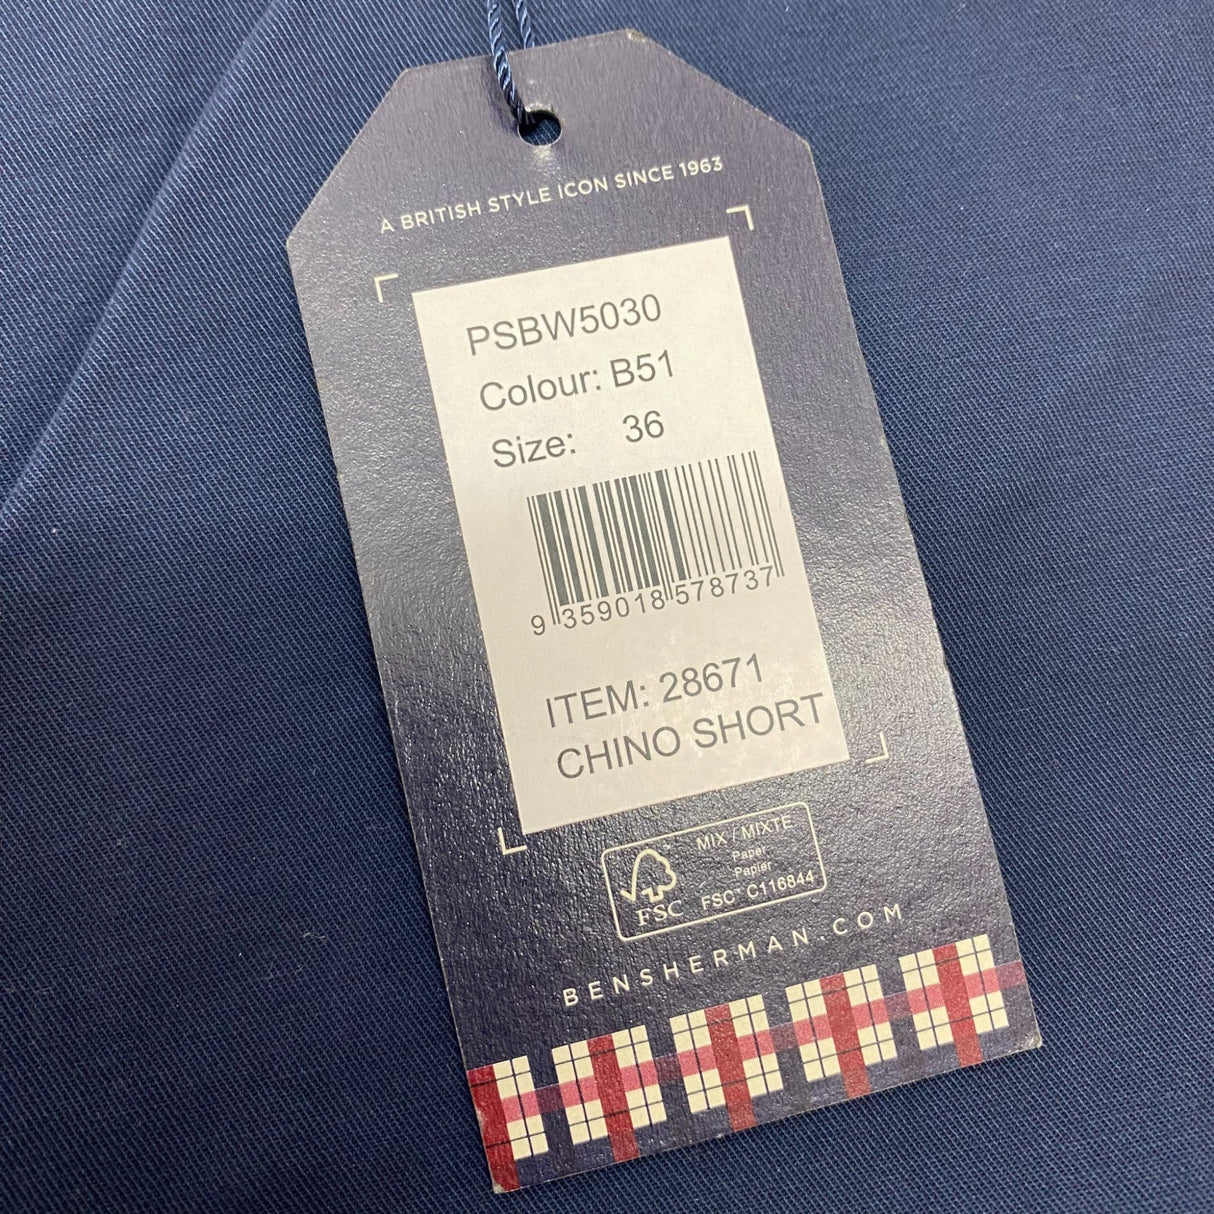 A BRITISH STYLE ICON SINCE 1963
PSBW5030
Colour: B51
Size: 36
9 359018 578737
ITEM: 28671
CHINO SHORT
MIX / MIXTE
Paper
Papier
FSC™ C116844
FSC
BENSHERMAN.COM